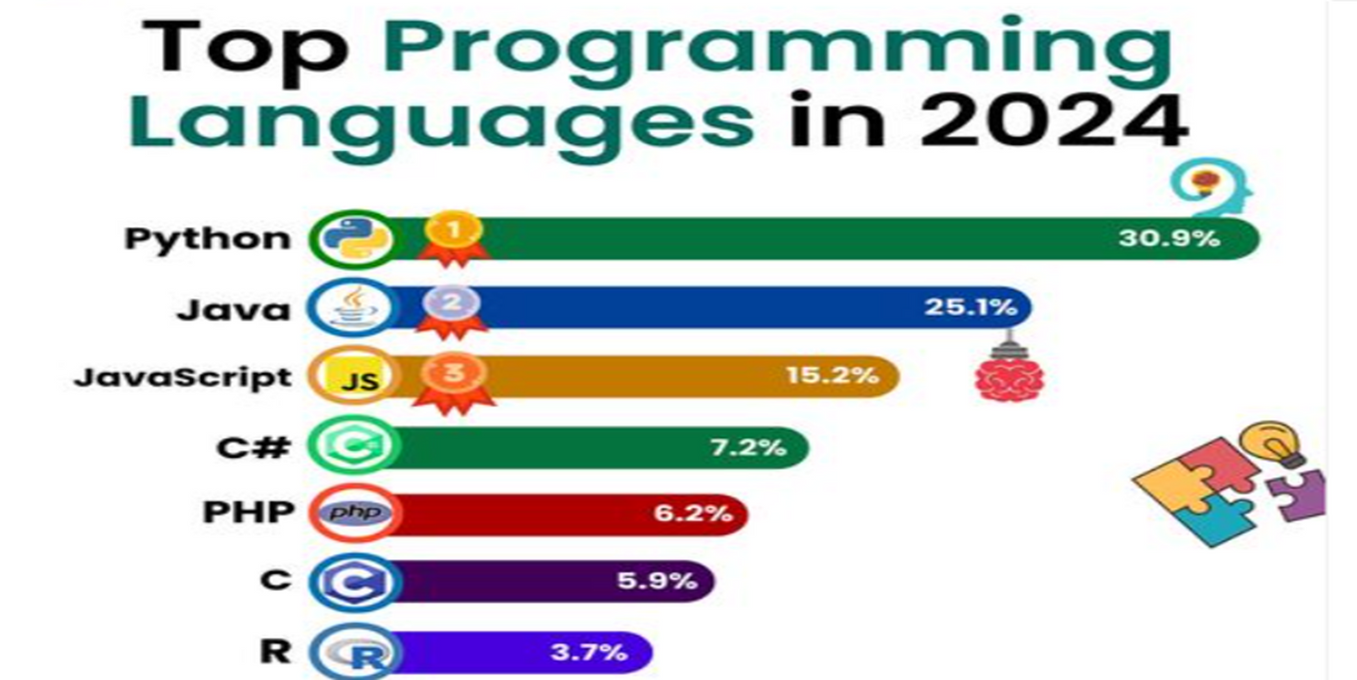 Top Programming
Languages in 2024
Python 1 30.9%
Java 2 25.1%
JavaScript JS 3 15.2%
C# C 7.2%
PHP php 6.2%
C C 5.9%
R R 3.7%